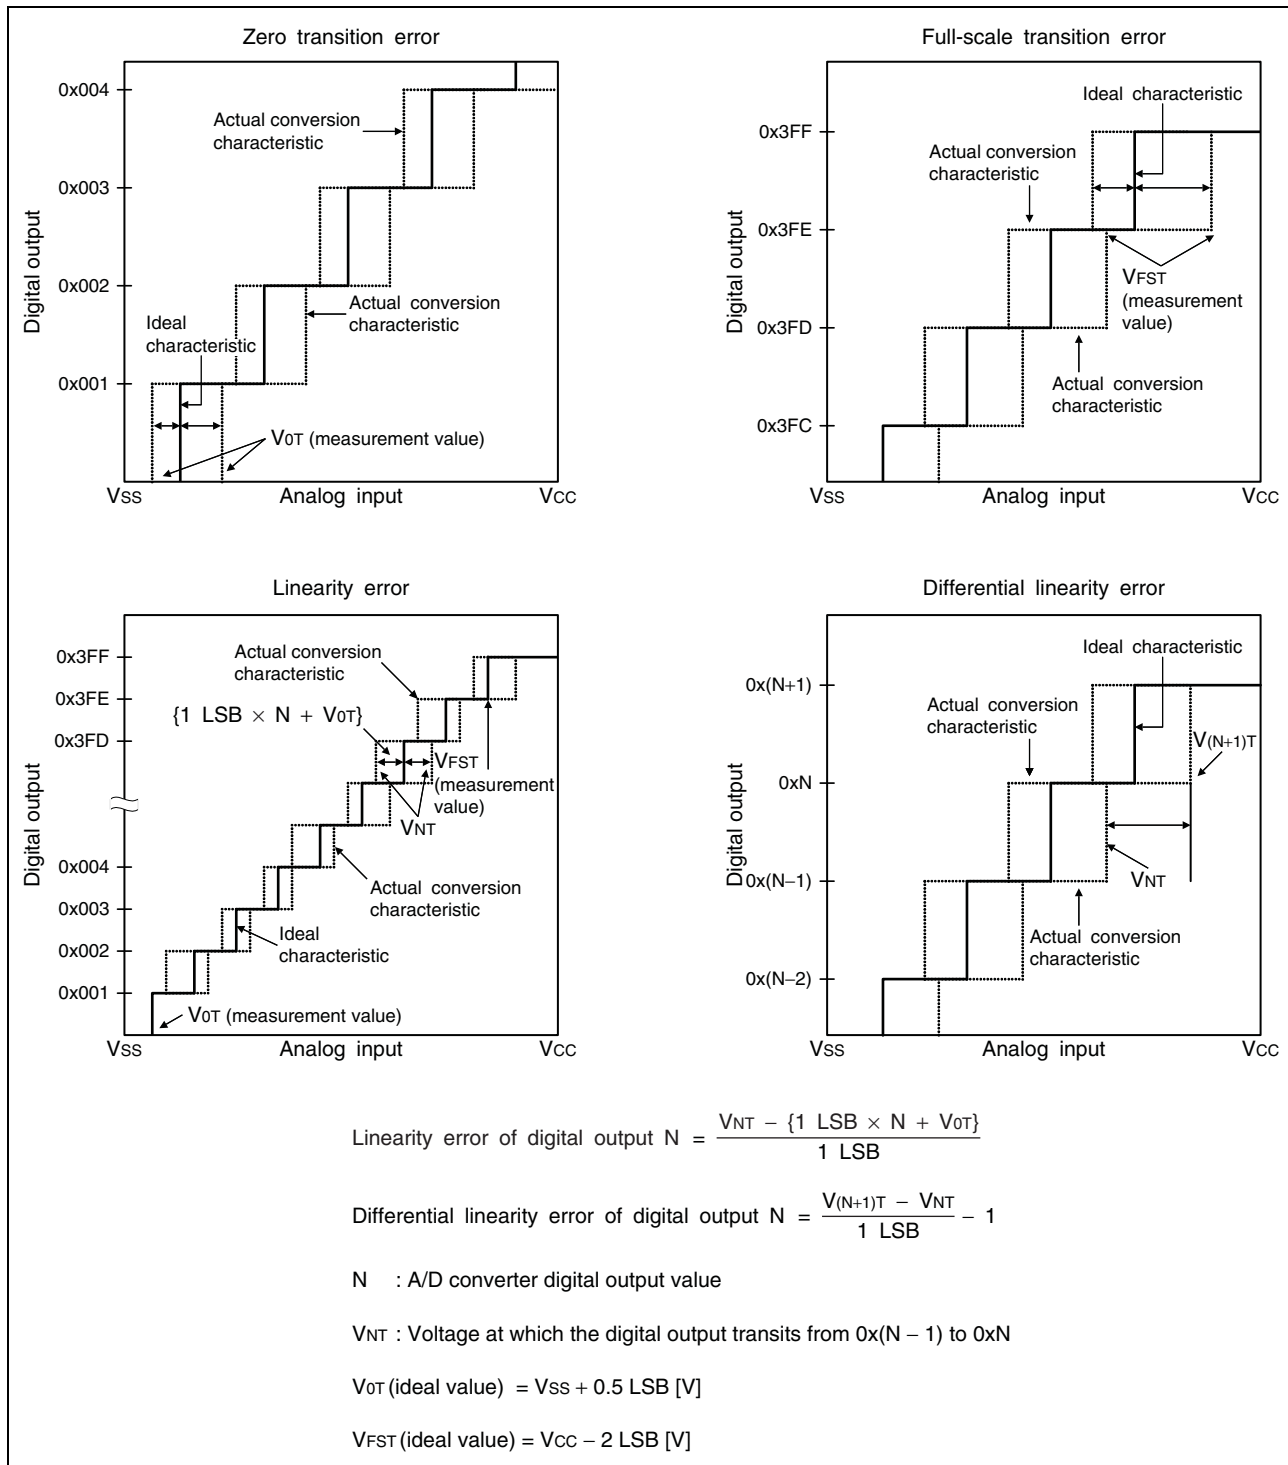 Zero transition error
0x004
0x003
0x002
0x001
Digital output
Actual conversion
characteristic
Actual conversion
characteristic
Ideal
characteristic
V0T (measurement value)
VSS
Analog input
VCC
Full-scale transition error
0x3FF
0x3FE
0x3FD
0x3FC
Digital output
Ideal characteristic
Actual conversion
characteristic
VFST
(measurement
value)
Actual conversion
characteristic
VSS
Analog input
VCC
Linearity error
0x3FF
0x3FE
0x3FD
0x004
0x003
0x002
0x001
Digital output
Actual conversion
characteristic
{1 LSB × N + V0T}
VFST
(measurement
value)
VNT
Actual conversion
characteristic
Ideal
characteristic
V0T (measurement value)
VSS
Analog input
VCC
Differential linearity error
0x(N+1)
0xN
0x(N−1)
0x(N−2)
Digital output
Ideal characteristic
Actual conversion
characteristic
V(N+1)T
VNT
Actual conversion
characteristic
VSS
Analog input
VCC
Linearity error of digital output N = VNT − {1 LSB × N + V0T}
1 LSB
Differential linearity error of digital output N = V(N+1)T − VNT
1 LSB − 1
N : A/D converter digital output value
VNT : Voltage at which the digital output transits from 0x(N − 1) to 0xN
V0T (ideal value) = VSS + 0.5 LSB [V]
VFST (ideal value) = VCC − 2 LSB [V]